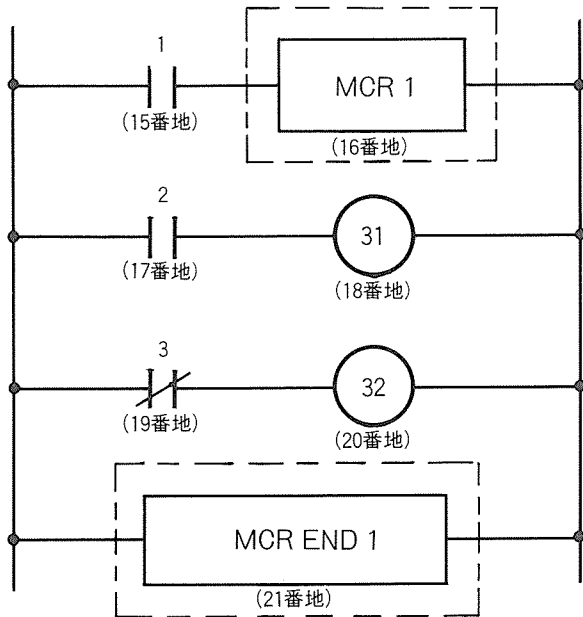 1
MCR 1
(15番地)
(16番地)
2
31
(17番地)
(18番地)
3
32
(19番地)
(20番地)
MCR END 1
(21番地)